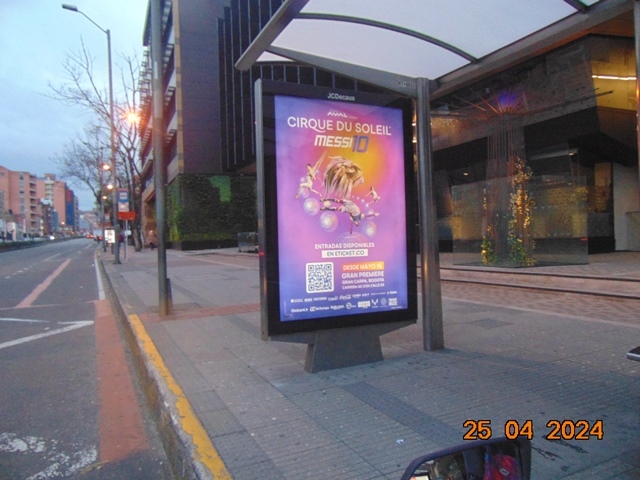 JCDecaux
AVAL
CIRQUE DU SOLEIL
MESSI10
ENTRADAS DISPONIBLES
EN ETICKET.CO
DESDE MAYO 16
GRAN PREMIERE
GRAN CARPA, BOGOTÁ
25 04 2024